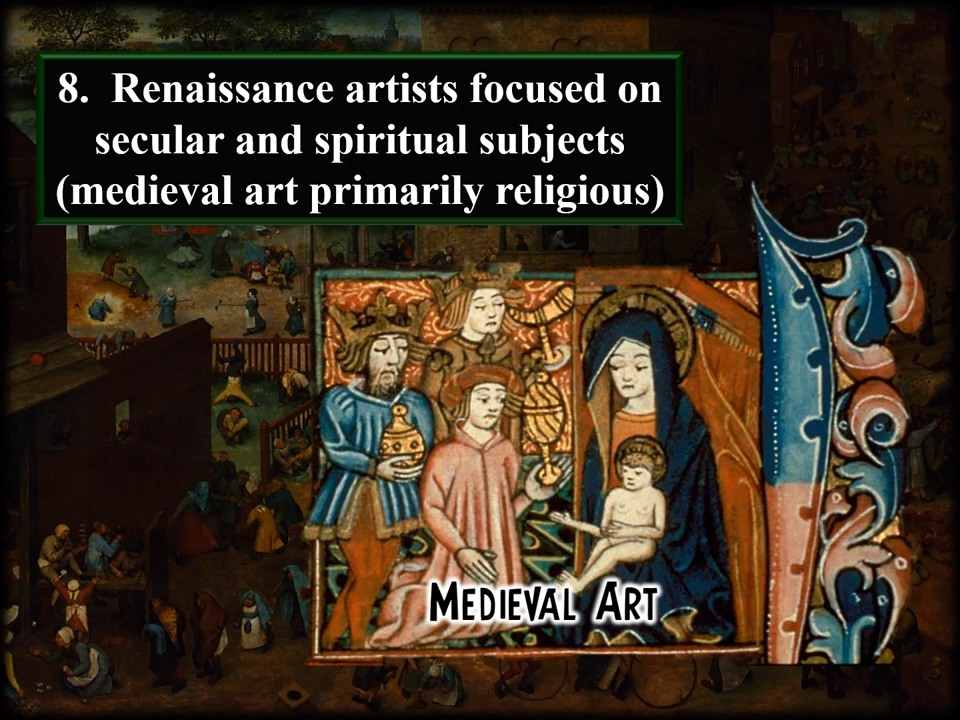 8.  Renaissance artists focused on
secular and spiritual subjects
(medieval art primarily religious)
MEDIEVAL ART